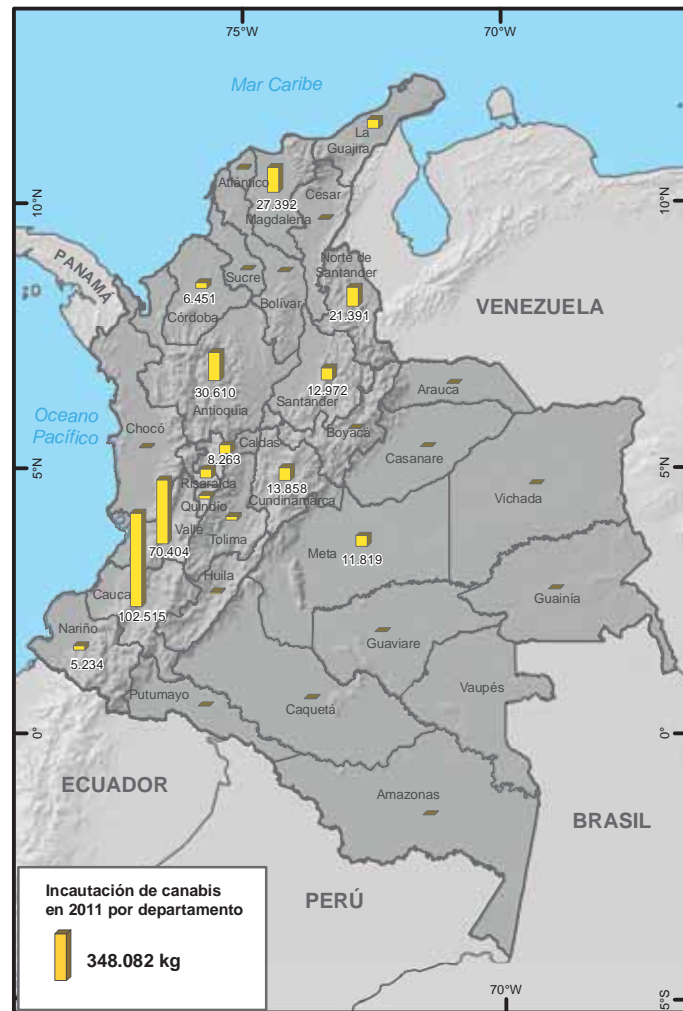 75°W
70°W
Mar Caribe
La
Guajira
Atlántico
27.392
Magdalena
Cesar
10°N
10°N
PANAMÁ
Norte de
Santander
21.391
Sucre
Bolívar
6.451
Córdoba
VENEZUELA
30.610
Antioquia
12.972
Santander
Arauca
Oceano
Pacífico
Chocó
Boyacá
Caldas
8.263
Casanare
5°N
5°N
Risaralda
13.858
Cundinamarca
Vichada
Quindío
Valle
70.404
Tolima
Meta
11.819
Huila
Cauca
102.515
Guainía
Nariño
5.234
Guaviare
Putumayo
Caquetá
Vaupés
0°
0°
ECUADOR
Amazonas
BRASIL
PERÚ
Incautación de canabis
en 2011 por departamento
348.082 kg
70°W
5°S